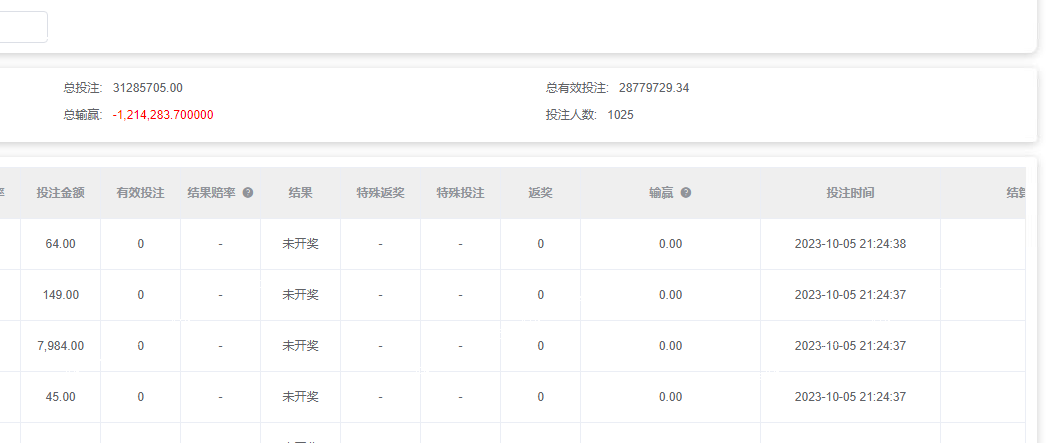 总投注: 31285705.00 总有效投注: 28779729.34
总输赢: -1,214,283.700000 投注人数: 1025
投注金额 有效投注 结果赔率 结果 特殊返奖 特殊投注 返奖 输赢 投注时间
64.00 0 - 未开奖 - - 0 0.00 2023-10-05 21:24:38
149.00 0 - 未开奖 - - 0 0.00 2023-10-05 21:24:37
7,984.00 0 - 未开奖 - - 0 0.00 2023-10-05 21:24:37
45.00 0 - 未开奖 - - 0 0.00 2023-10-05 21:24:37